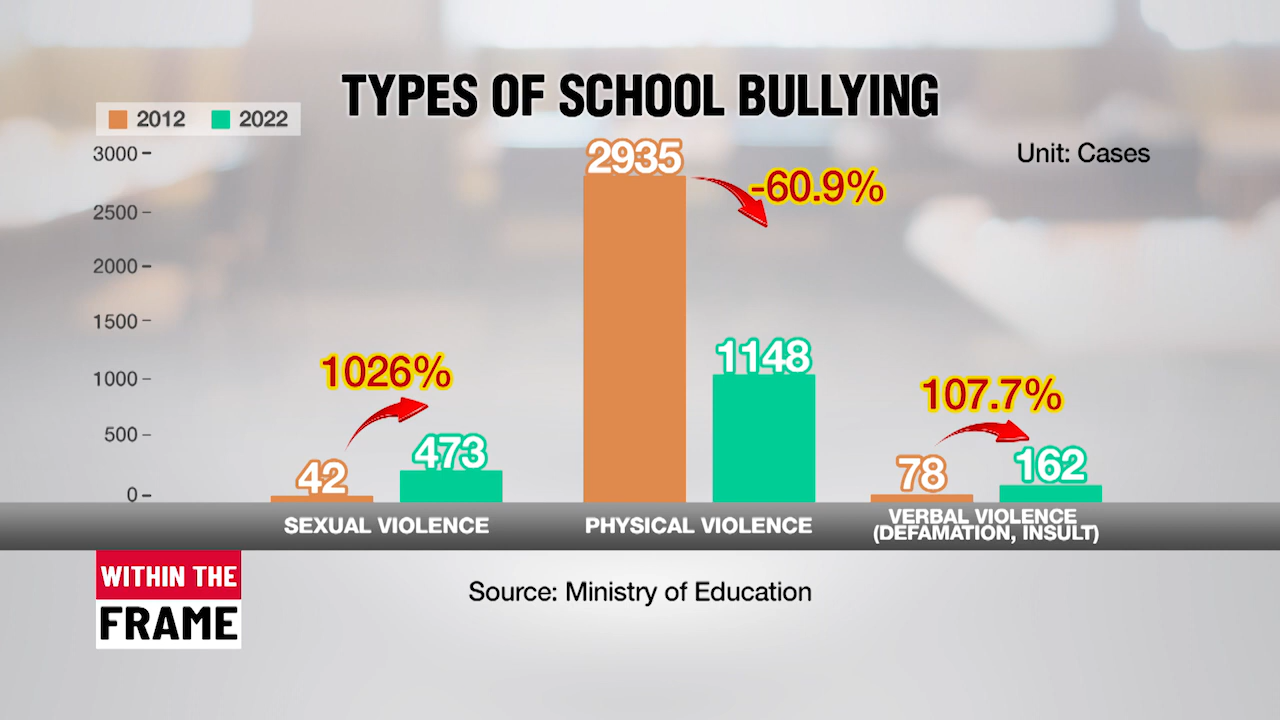 TYPES OF SCHOOL BULLYING
2012 2022
Unit: Cases
3000
2500
2000
1500
1000
500
0
1026%
42
473
2935
-60.9%
1148
107.7%
78
162
SEXUAL VIOLENCE
PHYSICAL VIOLENCE
VERBAL VIOLENCE
(DEFAMATION, INSULT)
WITHIN THE
FRAME
Source: Ministry of Education